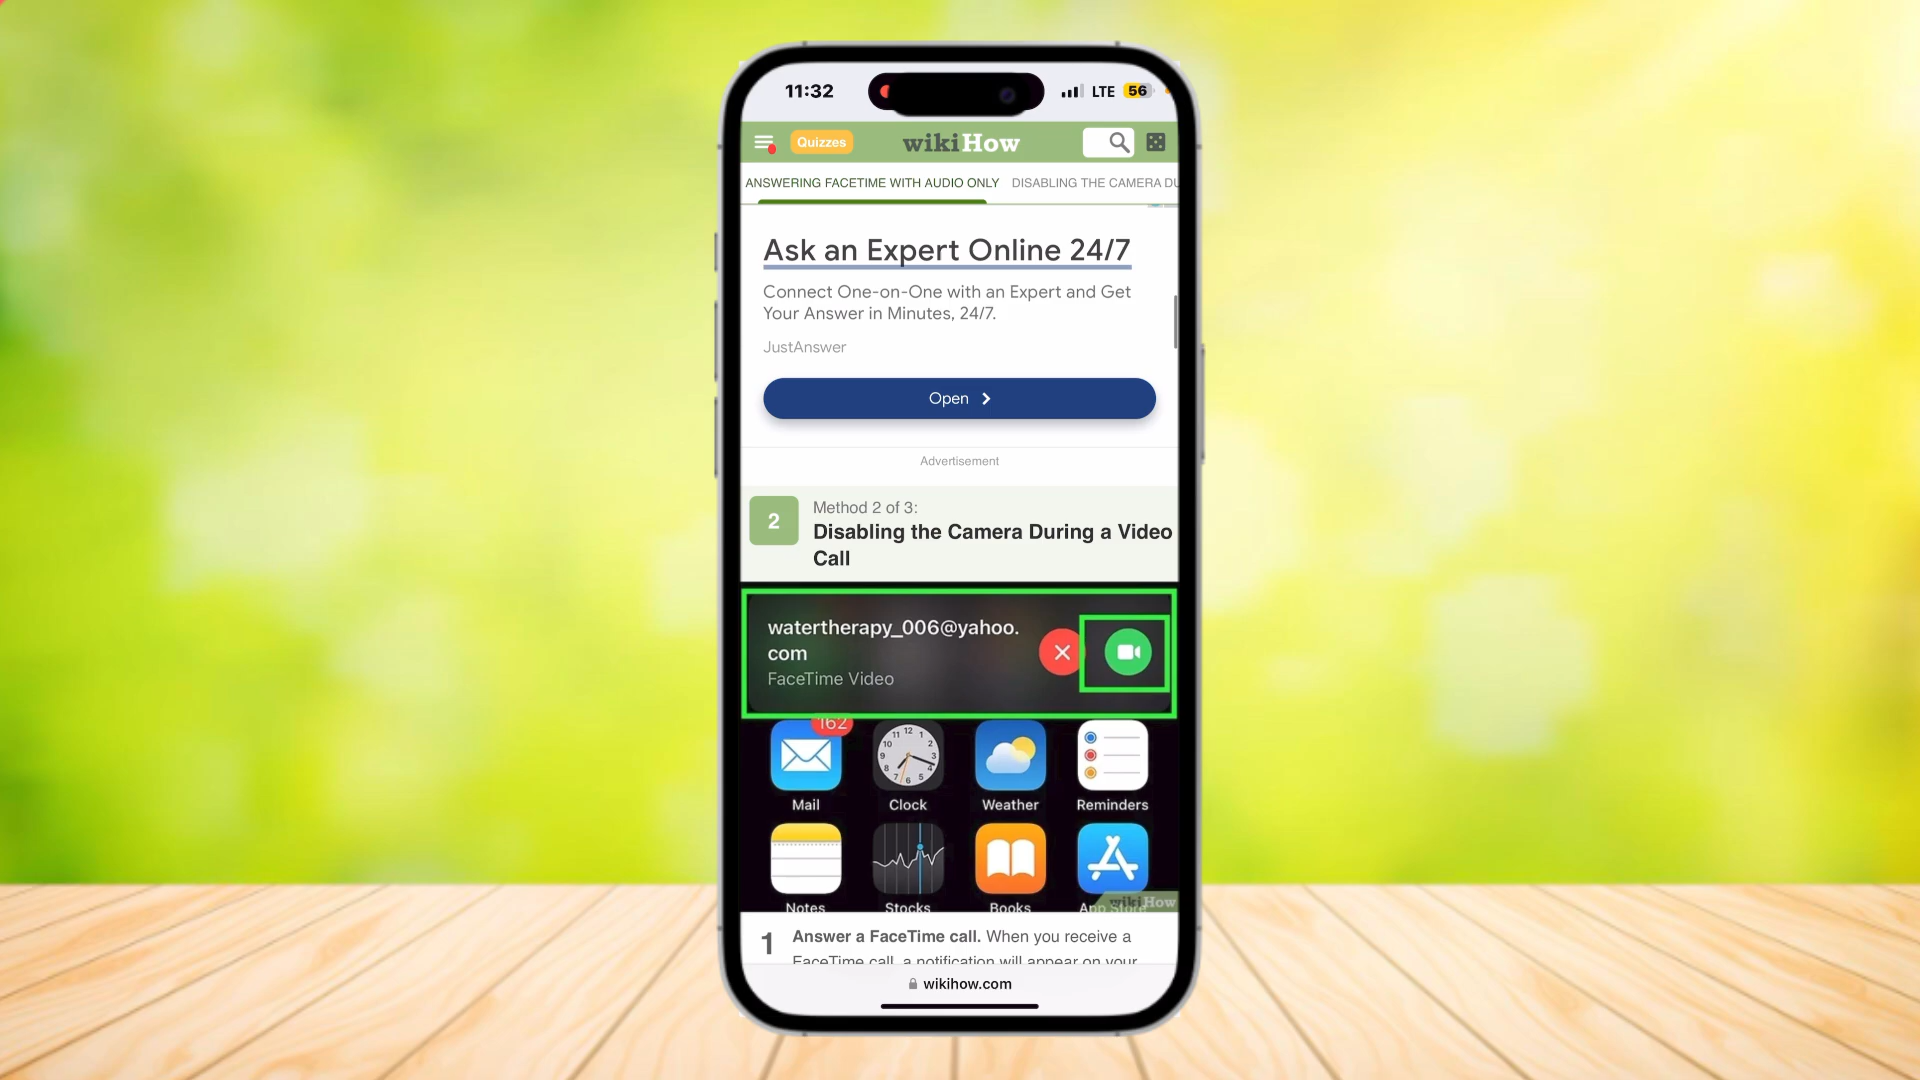 11:32
LTE 56
Quizzes
wikiHow
ANSWERING FACETIME WITH AUDIO ONLY DISABLING THE CAMERA DU
Ask an Expert Online 24/7
Connect One-on-One with an Expert and Get
Your Answer in Minutes, 24/7.
JustAnswer
Open
Advertisement
2
Method 2 of 3:
Disabling the Camera During a Video
Call
watertherapy_006@yahoo.
com
FaceTime Video
162
Mail Clock Weather Reminders
Notes Stocks Books App Store
wikiHow
1 Answer a FaceTime call. When you receive a
FaceTime call, a notification will appear on your
wikihow.com